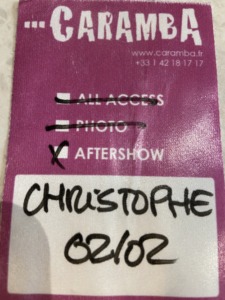 ...CARAMBA
www.caramba.fr
+33 1 42 18 17 17
ALL ACCESS
PHOTO
X AFTERSHOW
CHRISTOPHE
02/02